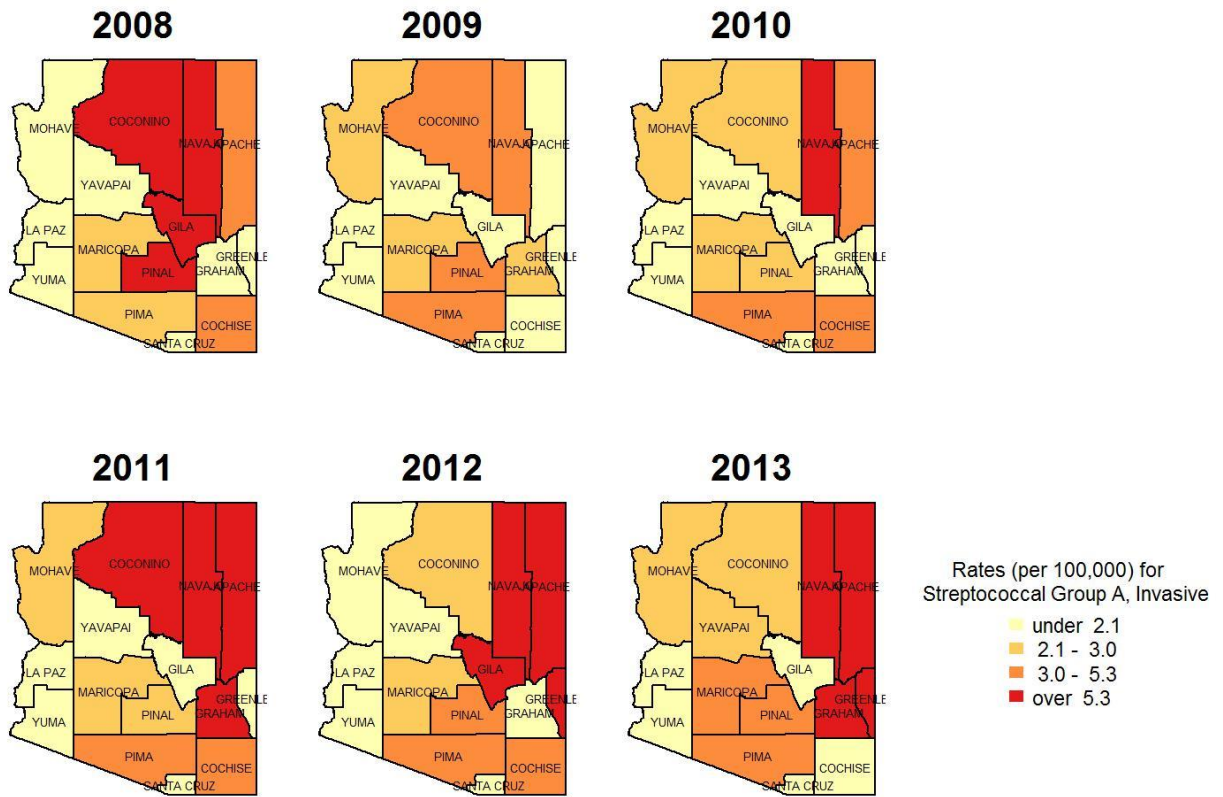 2008
COCONINO
MOHAVE
NAVAJO
APACHE
YAVAPAI
GILA
LA PAZ
MARICOPA
GREENLE
GRAHAM
PINAL
YUMA
PIMA
COCHISE
SANTA CRUZ
2009
COCONINO
MOHAVE
NAVAJO
APACHE
YAVAPAI
GILA
LA PAZ
MARICOPA
GREENLE
GRAHAM
PINAL
YUMA
PIMA
COCHISE
SANTA CRUZ
2010
COCONINO
MOHAVE
NAVAJO
APACHE
YAVAPAI
GILA
LA PAZ
MARICOPA
GREENLE
GRAHAM
PINAL
YUMA
PIMA
COCHISE
SANTA CRUZ
2011
COCONINO
MOHAVE
NAVAJO
APACHE
YAVAPAI
GILA
LA PAZ
MARICOPA
GREENLE
GRAHAM
PINAL
YUMA
PIMA
COCHISE
SANTA CRUZ
2012
COCONINO
MOHAVE
NAVAJO
APACHE
YAVAPAI
GILA
LA PAZ
MARICOPA
GREENLE
GRAHAM
PINAL
YUMA
PIMA
COCHISE
SANTA CRUZ
2013
COCONINO
MOHAVE
NAVAJO
APACHE
YAVAPAI
GILA
LA PAZ
MARICOPA
GREENLE
GRAHAM
PINAL
YUMA
PIMA
COCHISE
SANTA CRUZ
Rates (per 100,000) for
Streptococcal Group A, Invasive
under 2.1
2.1 - 3.0
3.0 - 5.3
over 5.3